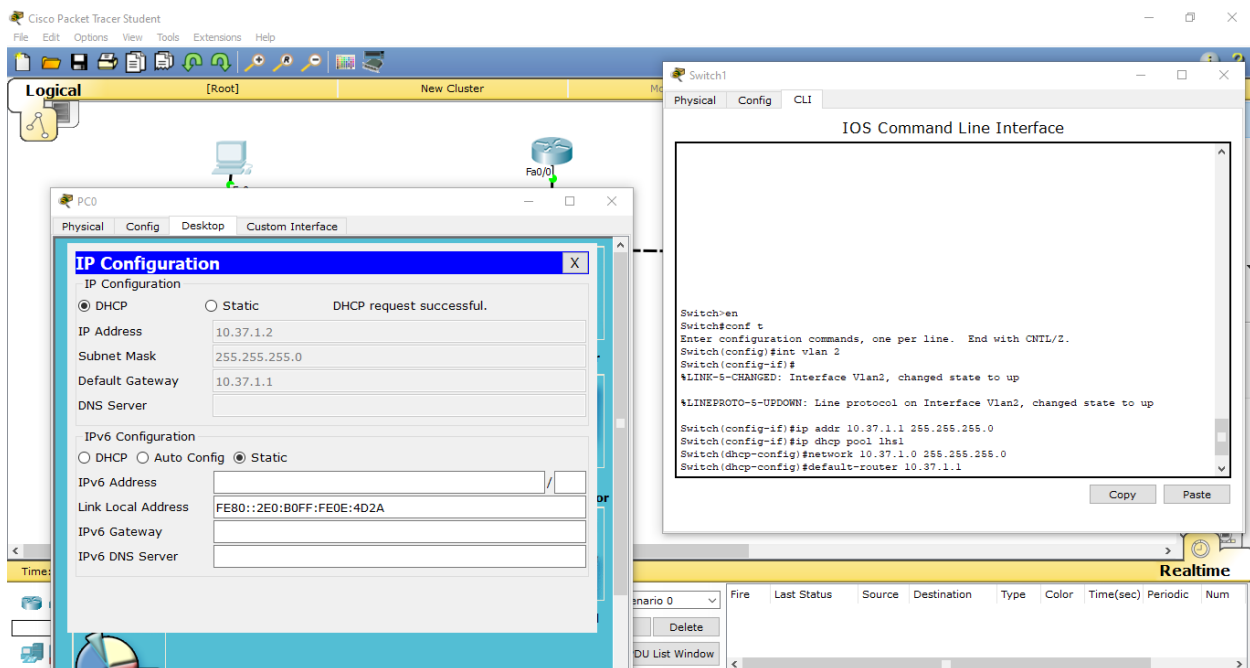 Cisco Packet Tracer Student
File Edit Options View Tools Extensions Help
Logical [Root] New Cluster
Fa0/0
Switch1
Physical Config CLI
IOS Command Line Interface
Switch>en
Switch#conf t
Enter configuration commands, one per line. End with CNTL/Z.
Switch(config)#int vlan 2
Switch(config-if)#
%LINK-5-CHANGED: Interface Vlan2, changed state to up
%LINEPROTO-5-UPDOWN: Line protocol on Interface Vlan2, changed state to up
Switch(config-if)#ip addr 10.37.1.1 255.255.255.0
Switch(config-if)#ip dhcp pool lhs1
Switch(dhcp-config)#network 10.37.1.0 255.255.255.0
Switch(dhcp-config)#default-router 10.37.1.1
Copy Paste
PC0
Physical Config Desktop Custom Interface
IP Configuration X
IP Configuration
DHCP Static DHCP request successful.
IP Address 10.37.1.2
Subnet Mask 255.255.255.0
Default Gateway 10.37.1.1
DNS Server
IPv6 Configuration
DHCP Auto Config Static
IPv6 Address /
Link Local Address FE80::2E0:B0FF:FE0E:4D2A
IPv6 Gateway
IPv6 DNS Server
Time:
Realtime
enario 0
Fire Last Status Source Destination Type Color Time(sec) Periodic Num
Delete
PDU List Window